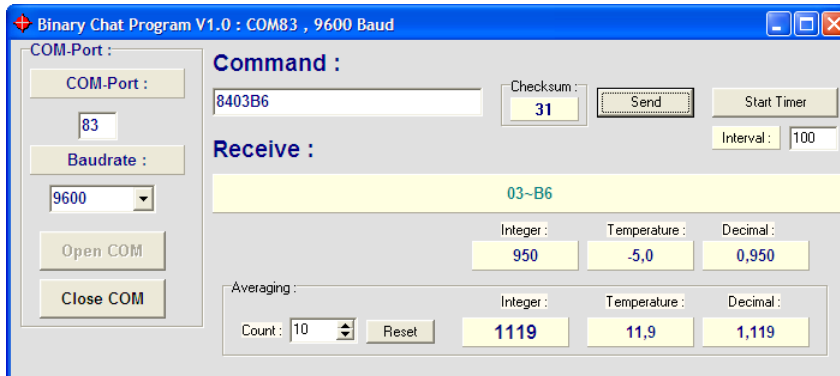 Binary Chat Program V1.0 : COM83 , 9600 Baud
COM-Port :
COM-Port :
83
Baudrate :
9600
Open COM
Close COM
Command :
8403B6
Checksum :
31
Send
Start Timer
Interval : 100
Receive :
03~B6
Integer : Temperature : Decimal :
950 -5,0 0,950
Averaging :
Count : 10 Reset
Integer : Temperature : Decimal :
1119 11,9 1,119